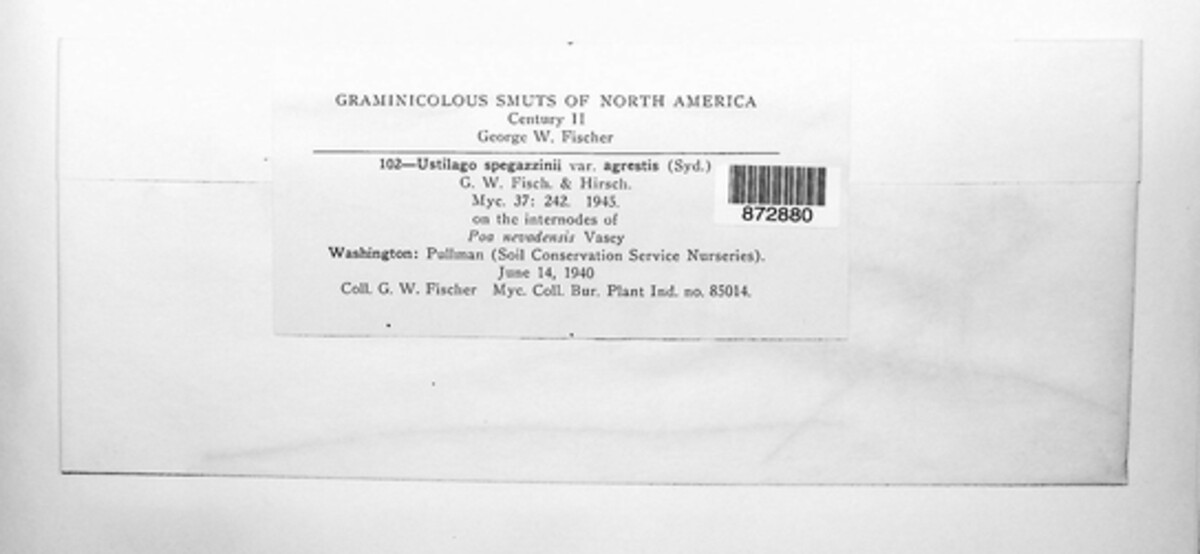 GRAMINICOLOUS SMUTS OF NORTH AMERICA
Century II
George W. Fischer
102—Ustilago spegazzinii var. agrestis (Syd.)
G. W. Fisch. & Hirsch.
Myc. 37: 242. 1945.
on the internodes of
Poa nevadensis Vasey
Washington: Pullman (Soil Conservation Service Nurseries).
June 14, 1940
Coll. G. W. Fischer Myc. Coll. Bur. Plant Ind. no. 85014.
872880